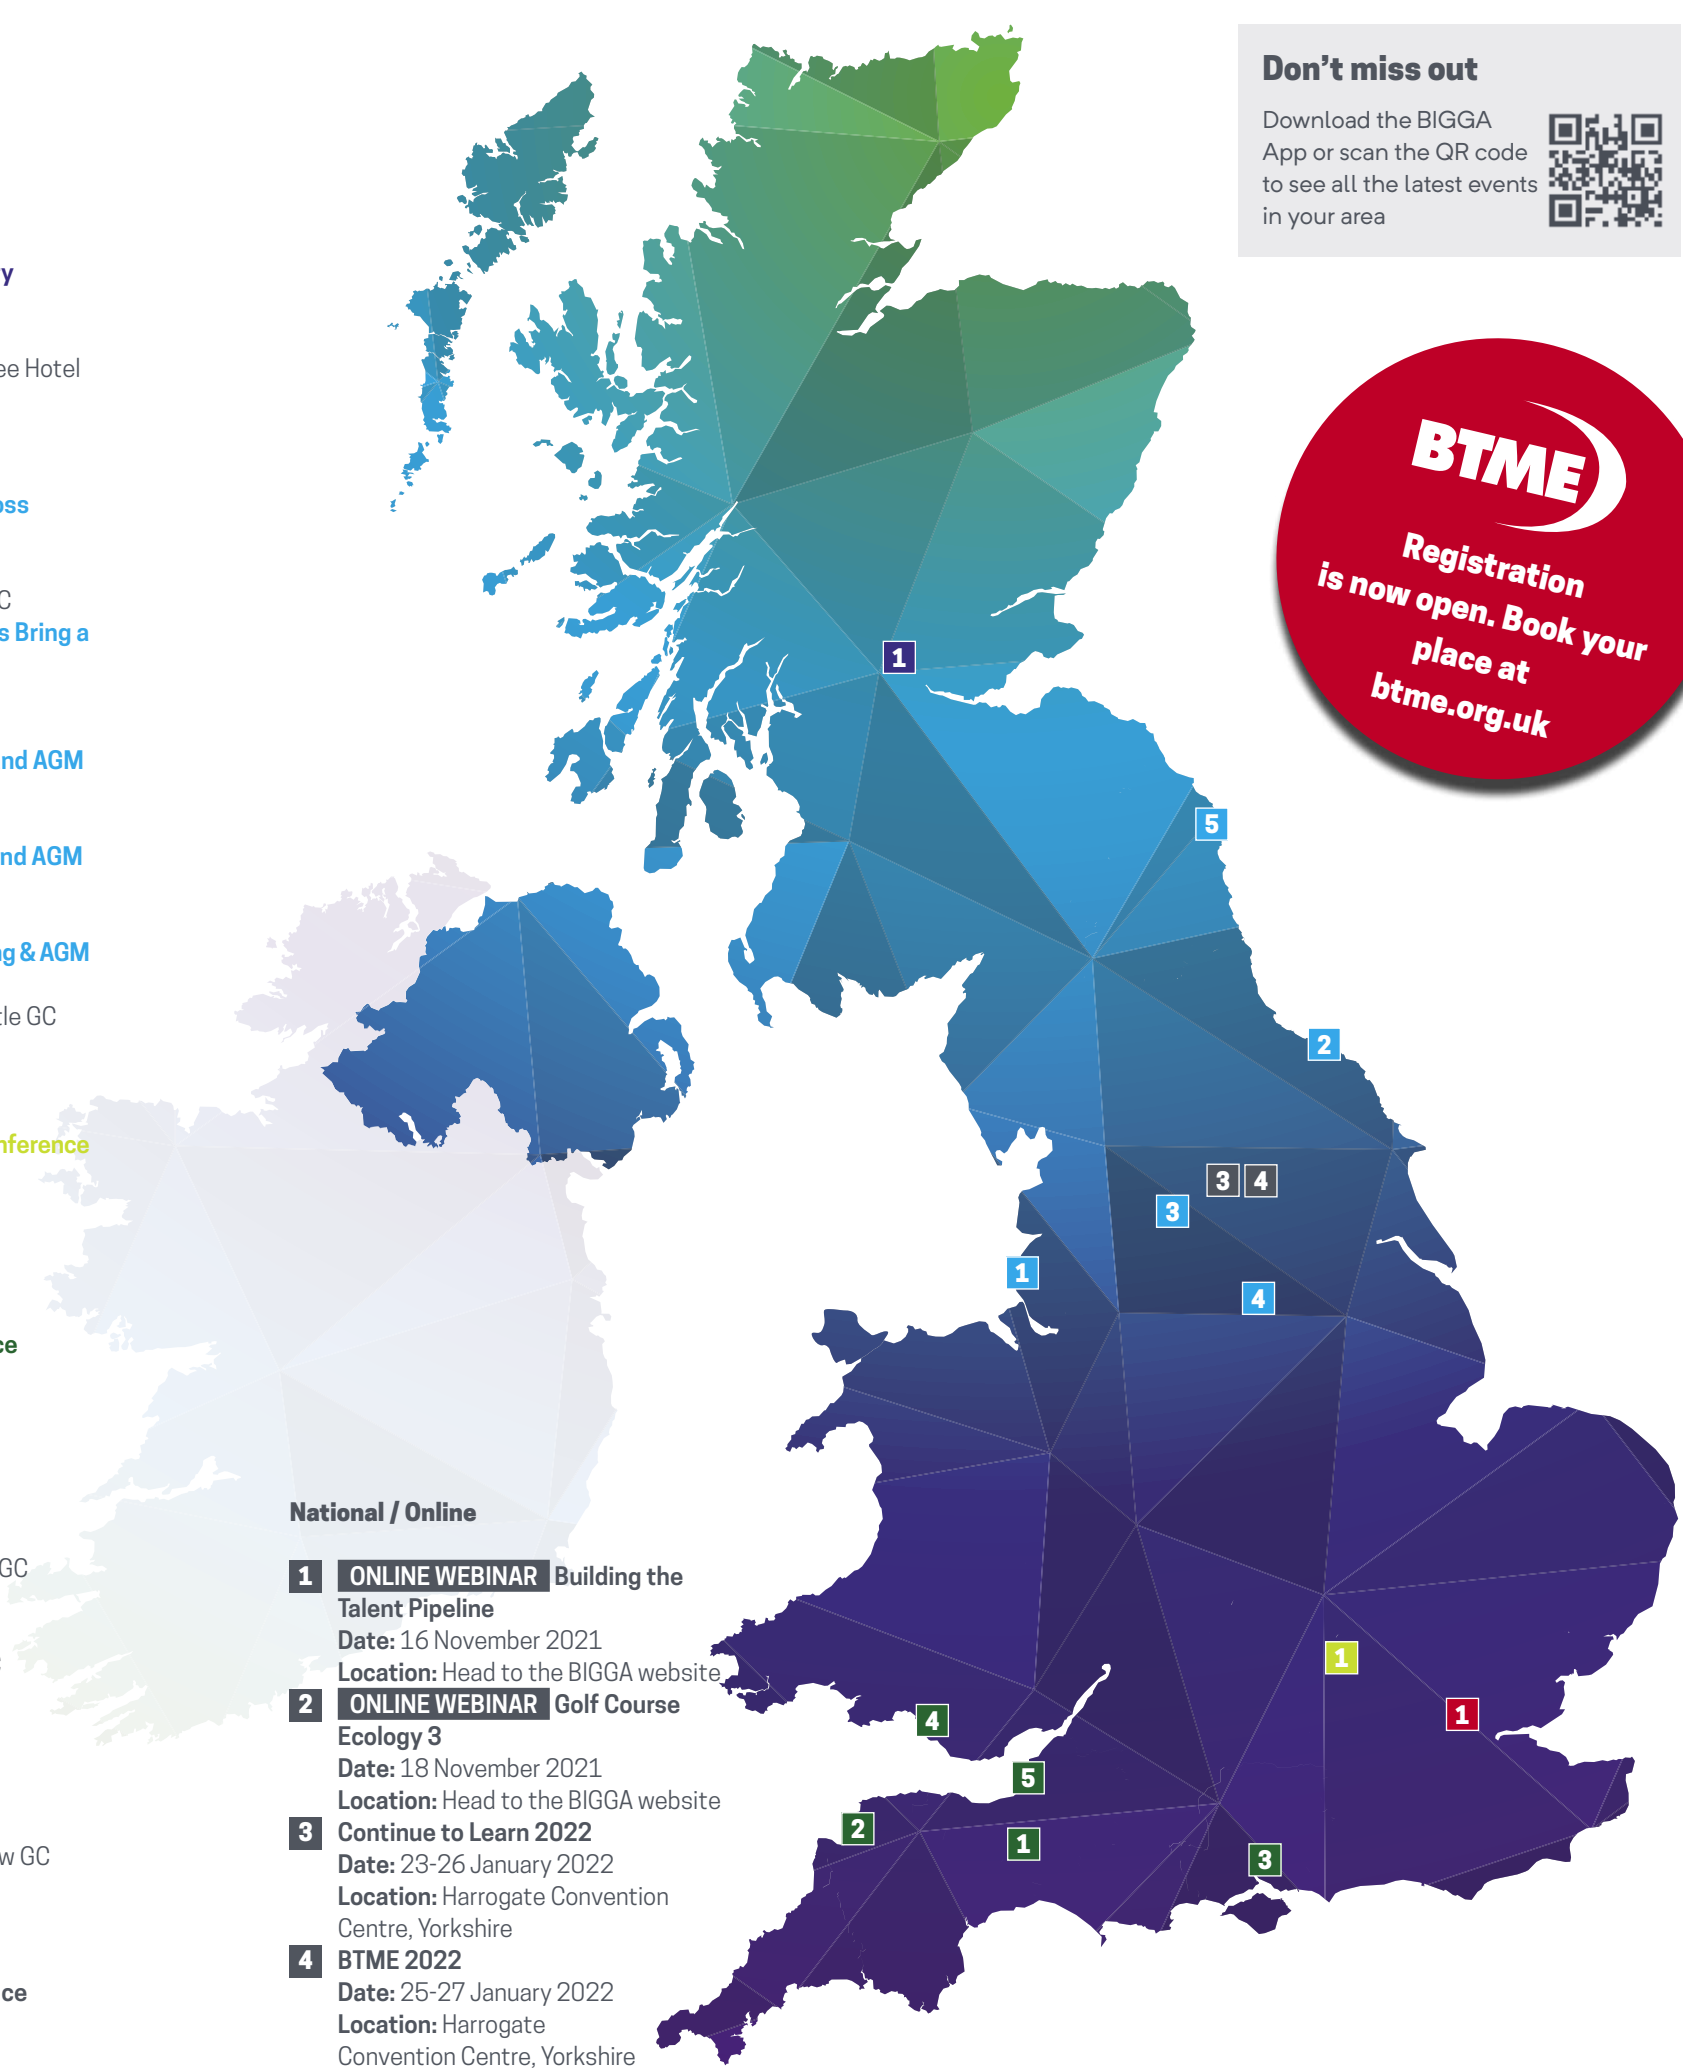 Don't miss out
Download the BIGGA
App or scan the QR code
to see all the latest events
in your area
y
ee Hotel
BTME
Registration
is now open. Book your
place at
btme.org.uk
oss
C
s Bring a
1
nd AGM
5
nd AGM
ng & AGM
tle GC
2
nference
3 4
3
1
4
ce
National / Online
GC
1 ONLINE WEBINAR Building the
Talent Pipeline
Date: 16 November 2021
Location: Head to the BIGGA website
2 ONLINE WEBINAR Golf Course
Ecology 3
Date: 18 November 2021
Location: Head to the BIGGA website
3 Continue to Learn 2022
Date: 23-26 January 2022
Location: Harrogate Convention
Centre, Yorkshire
4 BTME 2022
Date: 25-27 January 2022
Location: Harrogate
Convention Centre, Yorkshire
1
1
4
5
2
1
3
w GC
ce